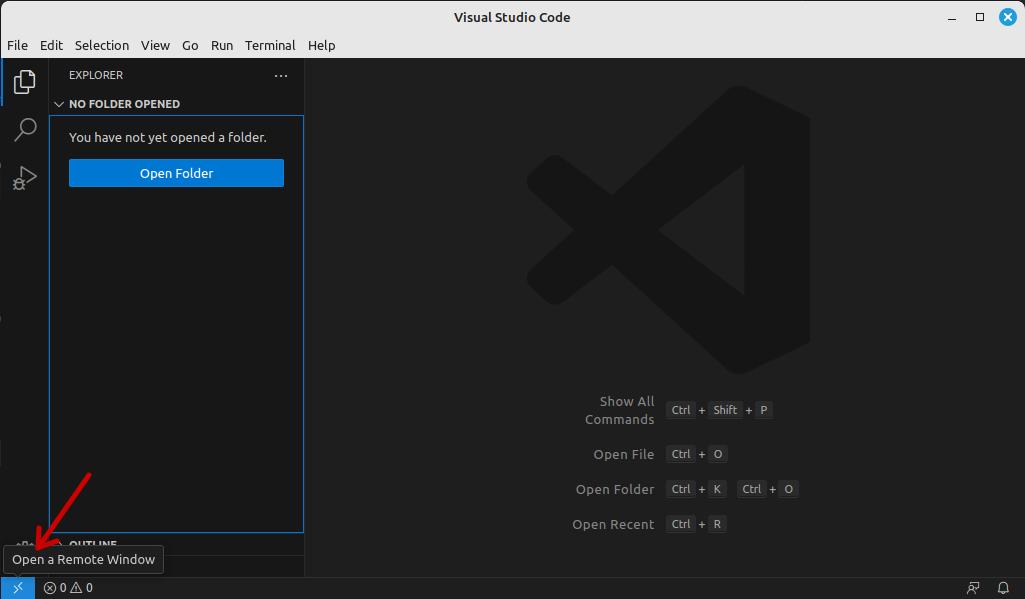 Visual Studio Code
File Edit Selection View Go Run Terminal Help
EXPLORER
NO FOLDER OPENED
You have not yet opened a folder.
Open Folder
Show All
Commands
Ctrl + Shift + P
Open File Ctrl + O
Open Folder Ctrl + K Ctrl + O
Open Recent Ctrl + R
OUTLINE
Open a Remote Window
0 0